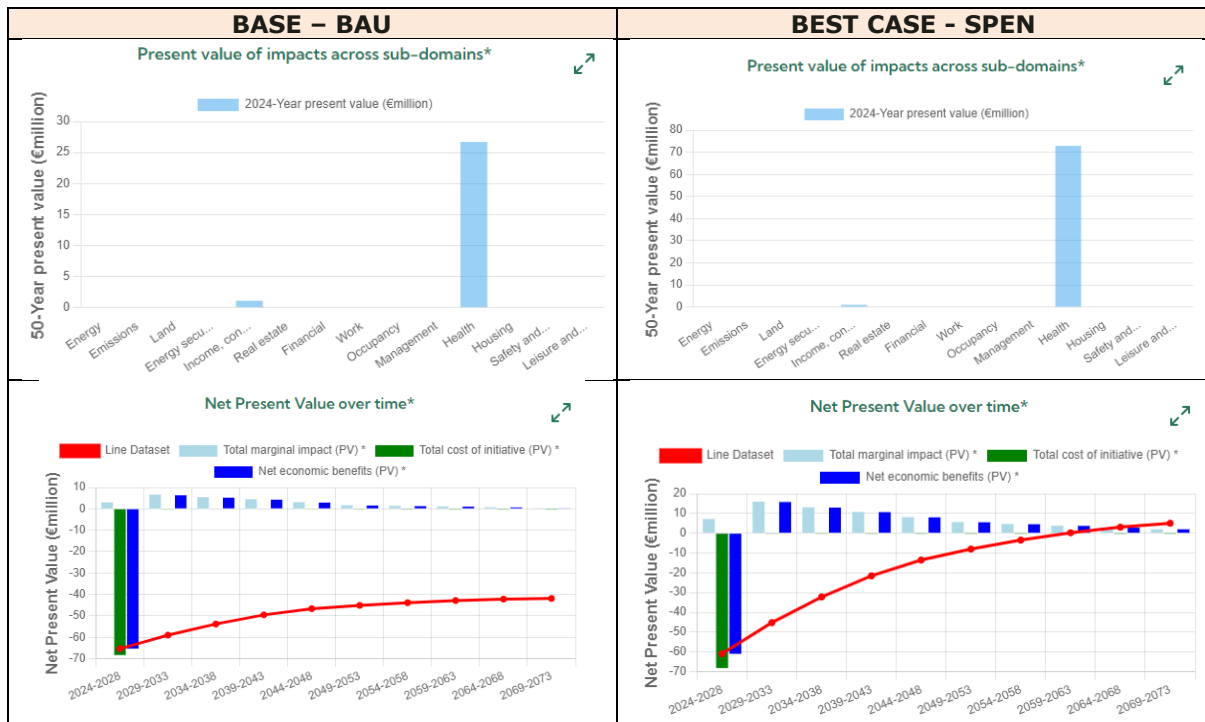 BASE – BAU
BEST CASE - SPEN
Present value of impacts across sub-domains*
2024-Year present value (€million)
50-Year present value (€million)
30
25
20
15
10
5
0
Energy
Emissions
Land
Energy secu...
Income, con...
Real estate
Financial
Work
Occupancy
Management
Health
Housing
Safety and...
Leisure and...
Present value of impacts across sub-domains*
2024-Year present value (€million)
50-Year present value (€million)
80
70
60
50
40
30
20
10
0
Energy
Emissions
Land
Energy secu...
Income, con...
Real estate
Financial
Work
Occupancy
Management
Health
Housing
Safety and...
Leisure and...
Net Present Value over time*
Line Dataset
Total marginal impact (PV) *
Total cost of initiative (PV) *
Net economic benefits (PV) *
Net Present Value (€million)
10
0
-10
-20
-30
-40
-50
-60
-70
2024-2028
2029-2033
2034-2038
2039-2043
2044-2048
2049-2053
2054-2058
2059-2063
2064-2068
2069-2073
Net Present Value over time*
Line Dataset
Total marginal impact (PV) *
Total cost of initiative (PV) *
Net economic benefits (PV) *
Net Present Value (€million)
20
10
0
-10
-20
-30
-40
-50
-60
-70
2024-2028
2029-2033
2034-2038
2039-2043
2044-2048
2049-2053
2054-2058
2059-2063
2064-2068
2069-2073